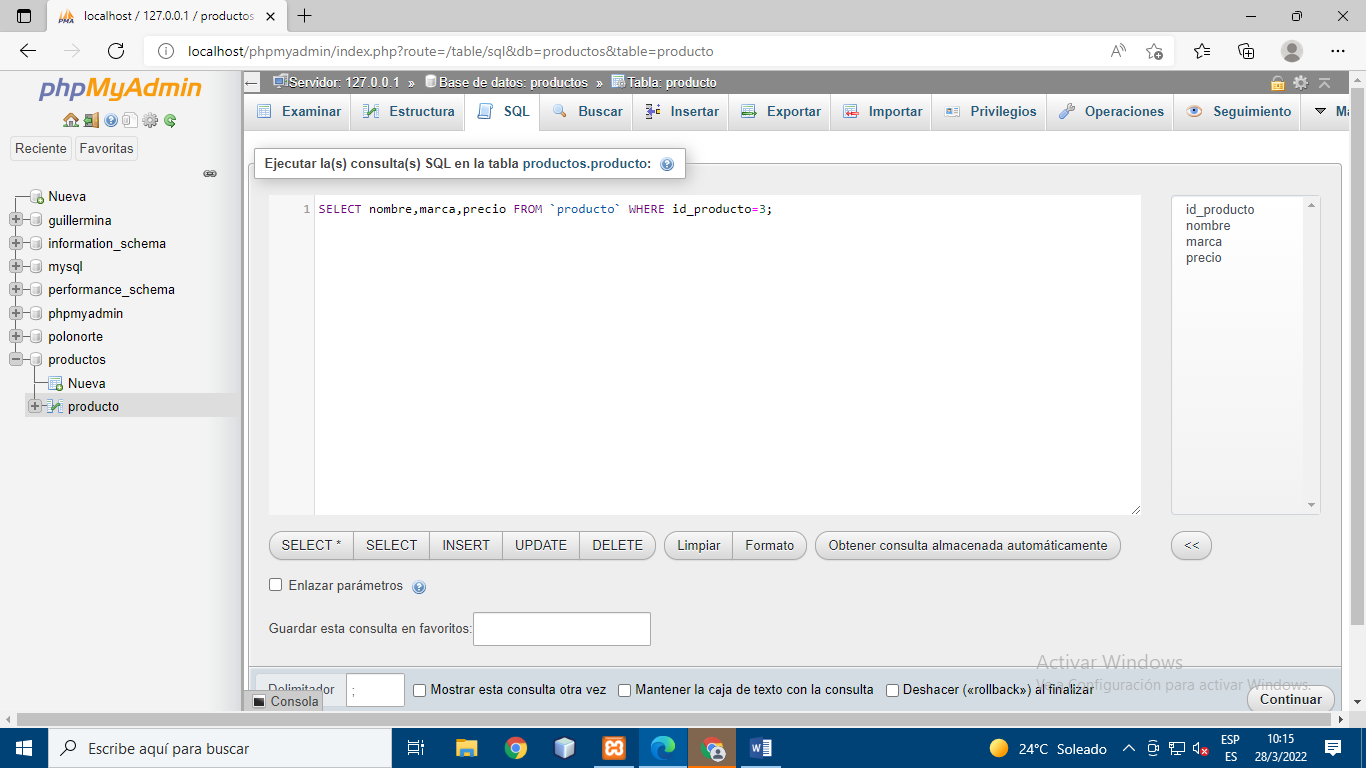 localhost / 127.0.0.1 / productos
localhost/phpmyadmin/index.php?route=/table/sql&db=productos&table=producto
phpMyAdmin
Reciente
Favoritas
Nueva
guillermina
information_schema
mysql
performance_schema
phpmyadmin
polonorte
productos
Nueva
producto
Servidor: 127.0.0.1 » Base de datos: productos » Tabla: producto
Examinar Estructura SQL Buscar Insertar Exportar Importar Privilegios Operaciones Seguimiento
Ejecutar la(s) consulta(s) SQL en la tabla productos.producto:
1 SELECT nombre,marca,precio FROM `producto` WHERE id_producto=3;
id_producto
nombre
marca
precio
SELECT * SELECT INSERT UPDATE DELETE Limpiar Formato Obtener consulta almacenada automáticamente <<
Enlazar parámetros
Guardar esta consulta en favoritos:
Activar Windows
Ve a Configuración para activar Windows.
Delimitador ; Mostrar esta consulta otra vez Mantener la caja de texto con la consulta Deshacer («rollback») al finalizar
Continuar
Consola
Escribe aquí para buscar
24°C Soleado
ESP
ES
10:15
28/3/2022